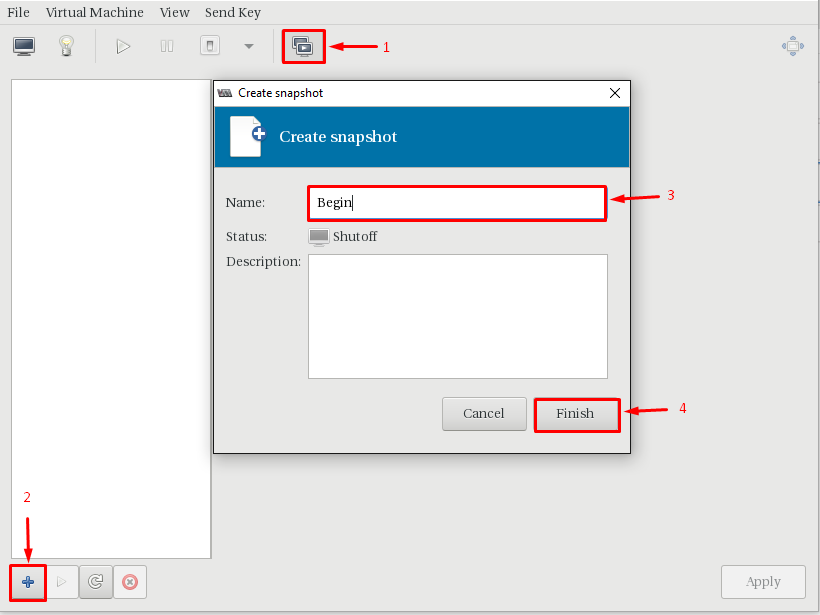 File Virtual Machine View Send Key
1
Create snapshot
Create snapshot
Name: Begin
3
Status: Shutoff
Description:
Cancel Finish
4
2
Apply